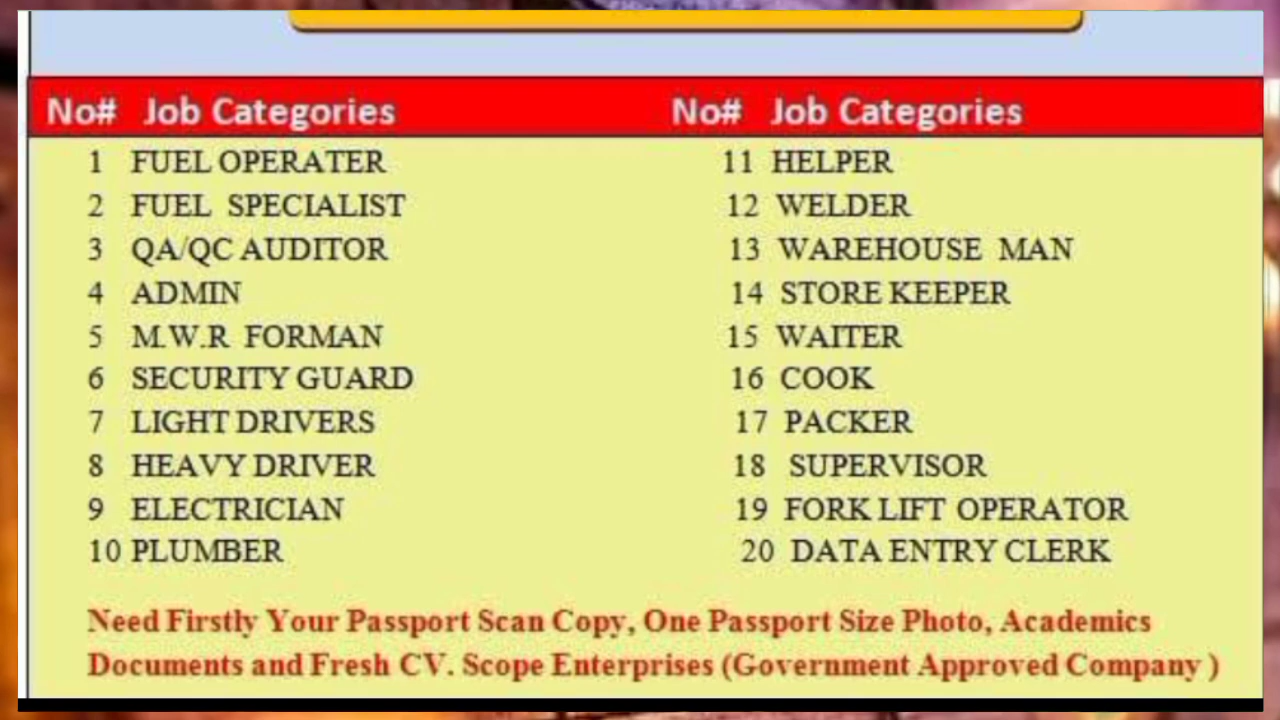 No# Job Categories No# Job Categories
1 FUEL OPERATER 11 HELPER
2 FUEL SPECIALIST 12 WELDER
3 QA/QC AUDITOR 13 WAREHOUSE MAN
4 ADMIN 14 STORE KEEPER
5 M.W.R FORMAN 15 WAITER
6 SECURITY GUARD 16 COOK
7 LIGHT DRIVERS 17 PACKER
8 HEAVY DRIVER 18 SUPERVISOR
9 ELECTRICIAN 19 FORK LIFT OPERATOR
10 PLUMBER 20 DATA ENTRY CLERK
Need Firstly Your Passport Scan Copy, One Passport Size Photo, Academics
Documents and Fresh CV. Scope Enterprises (Government Approved Company )